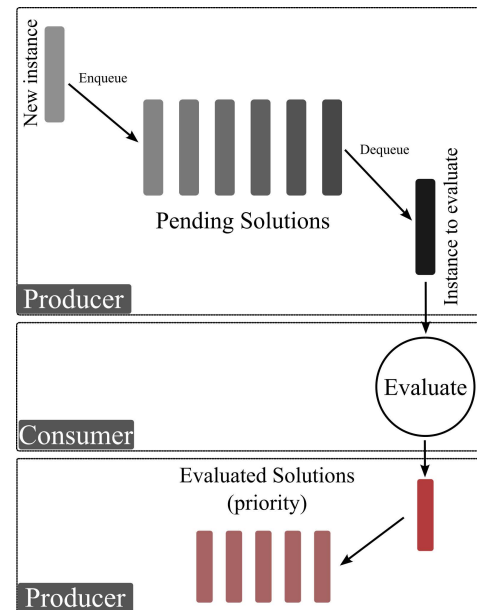 New instance
Enqueue
Dequeue
Pending Solutions
Instance to evaluate
Producer
Evaluate
Consumer
Evaluated Solutions
(priority)
Producer